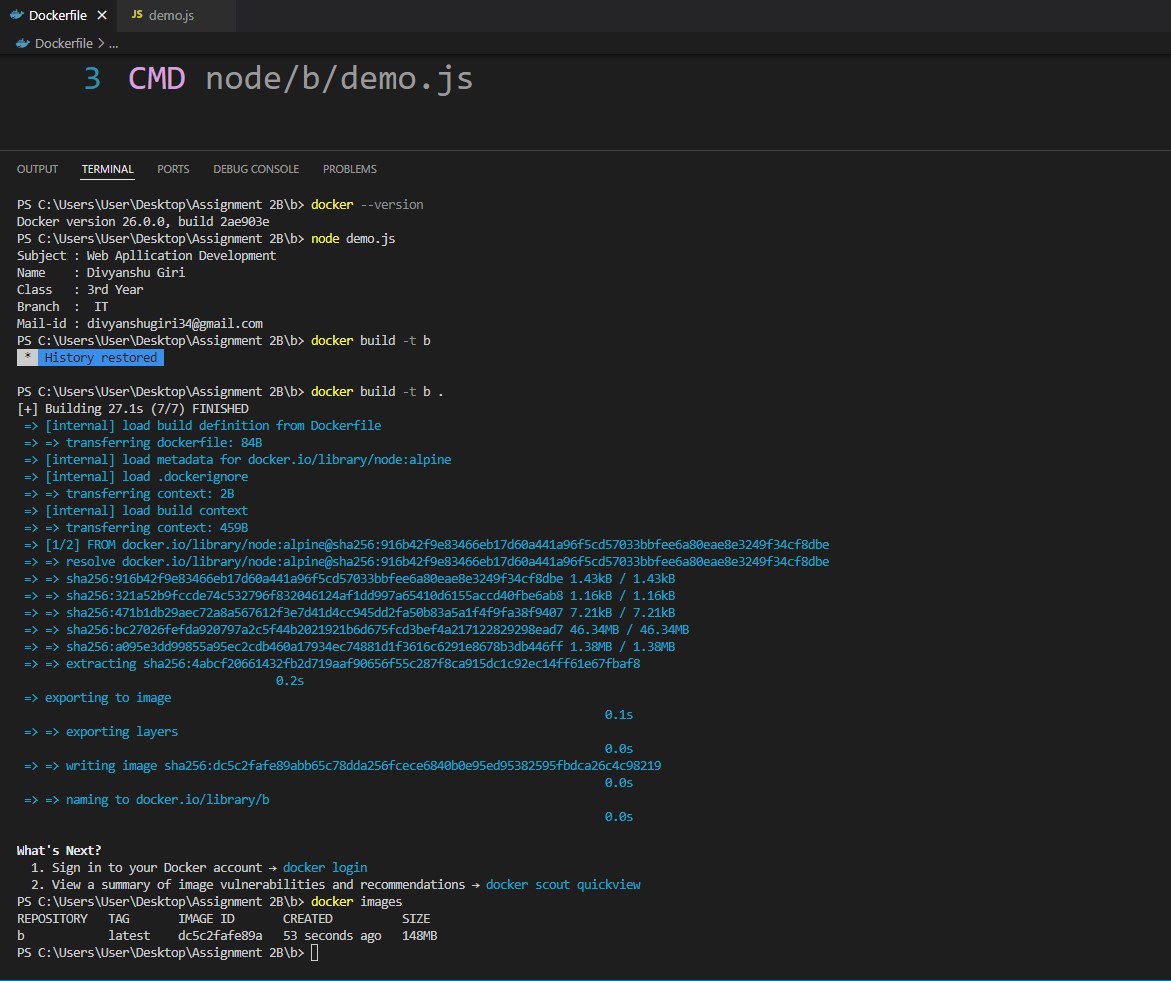 Dockerfile
JS demo.js
Dockerfile > ...
3 CMD node/b/demo.js
OUTPUT TERMINAL PORTS DEBUG CONSOLE PROBLEMS
PS C:\Users\User\Desktop\Assignment 2B\b> docker --version
Docker version 26.0.0, build 2ae903e
PS C:\Users\User\Desktop\Assignment 2B\b> node demo.js
Subject : Web Apllication Development
Name    : Divyanshu Giri
Class   : 3rd Year
Branch  :  IT
Mail-id : divyanshugiri34@gmail.com
PS C:\Users\User\Desktop\Assignment 2B\b> docker build -t b
* History restored
PS C:\Users\User\Desktop\Assignment 2B\b> docker build -t b .
[+] Building 27.1s (7/7) FINISHED
=> [internal] load build definition from Dockerfile
=> => transferring dockerfile: 84B
=> [internal] load metadata for docker.io/library/node:alpine
=> [internal] load .dockerignore
=> => transferring context: 2B
=> [internal] load build context
=> => transferring context: 459B
=> [1/2] FROM docker.io/library/node:alpine@sha256:916b42f9e83466eb17d60a441a96f5cd57033bbfee6a80eae8e3249f34cf8dbe
=> => resolve docker.io/library/node:alpine@sha256:916b42f9e83466eb17d60a441a96f5cd57033bbfee6a80eae8e3249f34cf8dbe
=> => sha256:916b42f9e83466eb17d60a441a96f5cd57033bbfee6a80eae8e3249f34cf8dbe 1.43kB / 1.43kB
=> => sha256:321a52b9fccde74c532796f832046124af1dd997a65410d6155accd40fbe6ab8 1.16kB / 1.16kB
=> => sha256:471b1db29aec72a8a567612f3e7d41d4cc945dd2fa50b83a5a1f4f9fa38f9407 7.21kB / 7.21kB
=> => sha256:bc27026fefda920797a2c5f44b2021921b6d675fcd3bef4a217122829298ead7 46.34MB / 46.34MB
=> => sha256:a095e3dd99855a95ec2cdb460a17934ec74881d1f3616c6291e8678b3db446ff 1.38MB / 1.38MB
=> => extracting sha256:4abcf20661432fb2d719aaf90656f55c287f8ca915dc1c92ec14ff61e67fbaf8
0.2s
=> exporting to image
0.1s
=> => exporting layers
0.0s
=> => writing image sha256:dc5c2fafe89abb65c78dda256fcece6840b0e95ed95382595fbdca26c4c98219
0.0s
=> => naming to docker.io/library/b
0.0s
What's Next?
1. Sign in to your Docker account → docker login
2. View a summary of image vulnerabilities and recommendations → docker scout quickview
PS C:\Users\User\Desktop\Assignment 2B\b> docker images
REPOSITORY   TAG       IMAGE ID       CREATED          SIZE
b            latest    dc5c2fafe89a   53 seconds ago   148MB
PS C:\Users\User\Desktop\Assignment 2B\b>